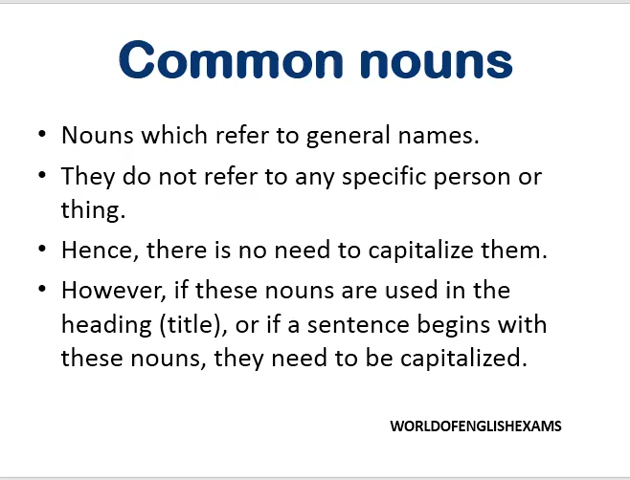 Common nouns
• Nouns which refer to general names.
• They do not refer to any specific person or
thing.
• Hence, there is no need to capitalize them.
• However, if these nouns are used in the
heading (title), or if a sentence begins with
these nouns, they need to be capitalized.
WORLDOFENGLISHEXAMS